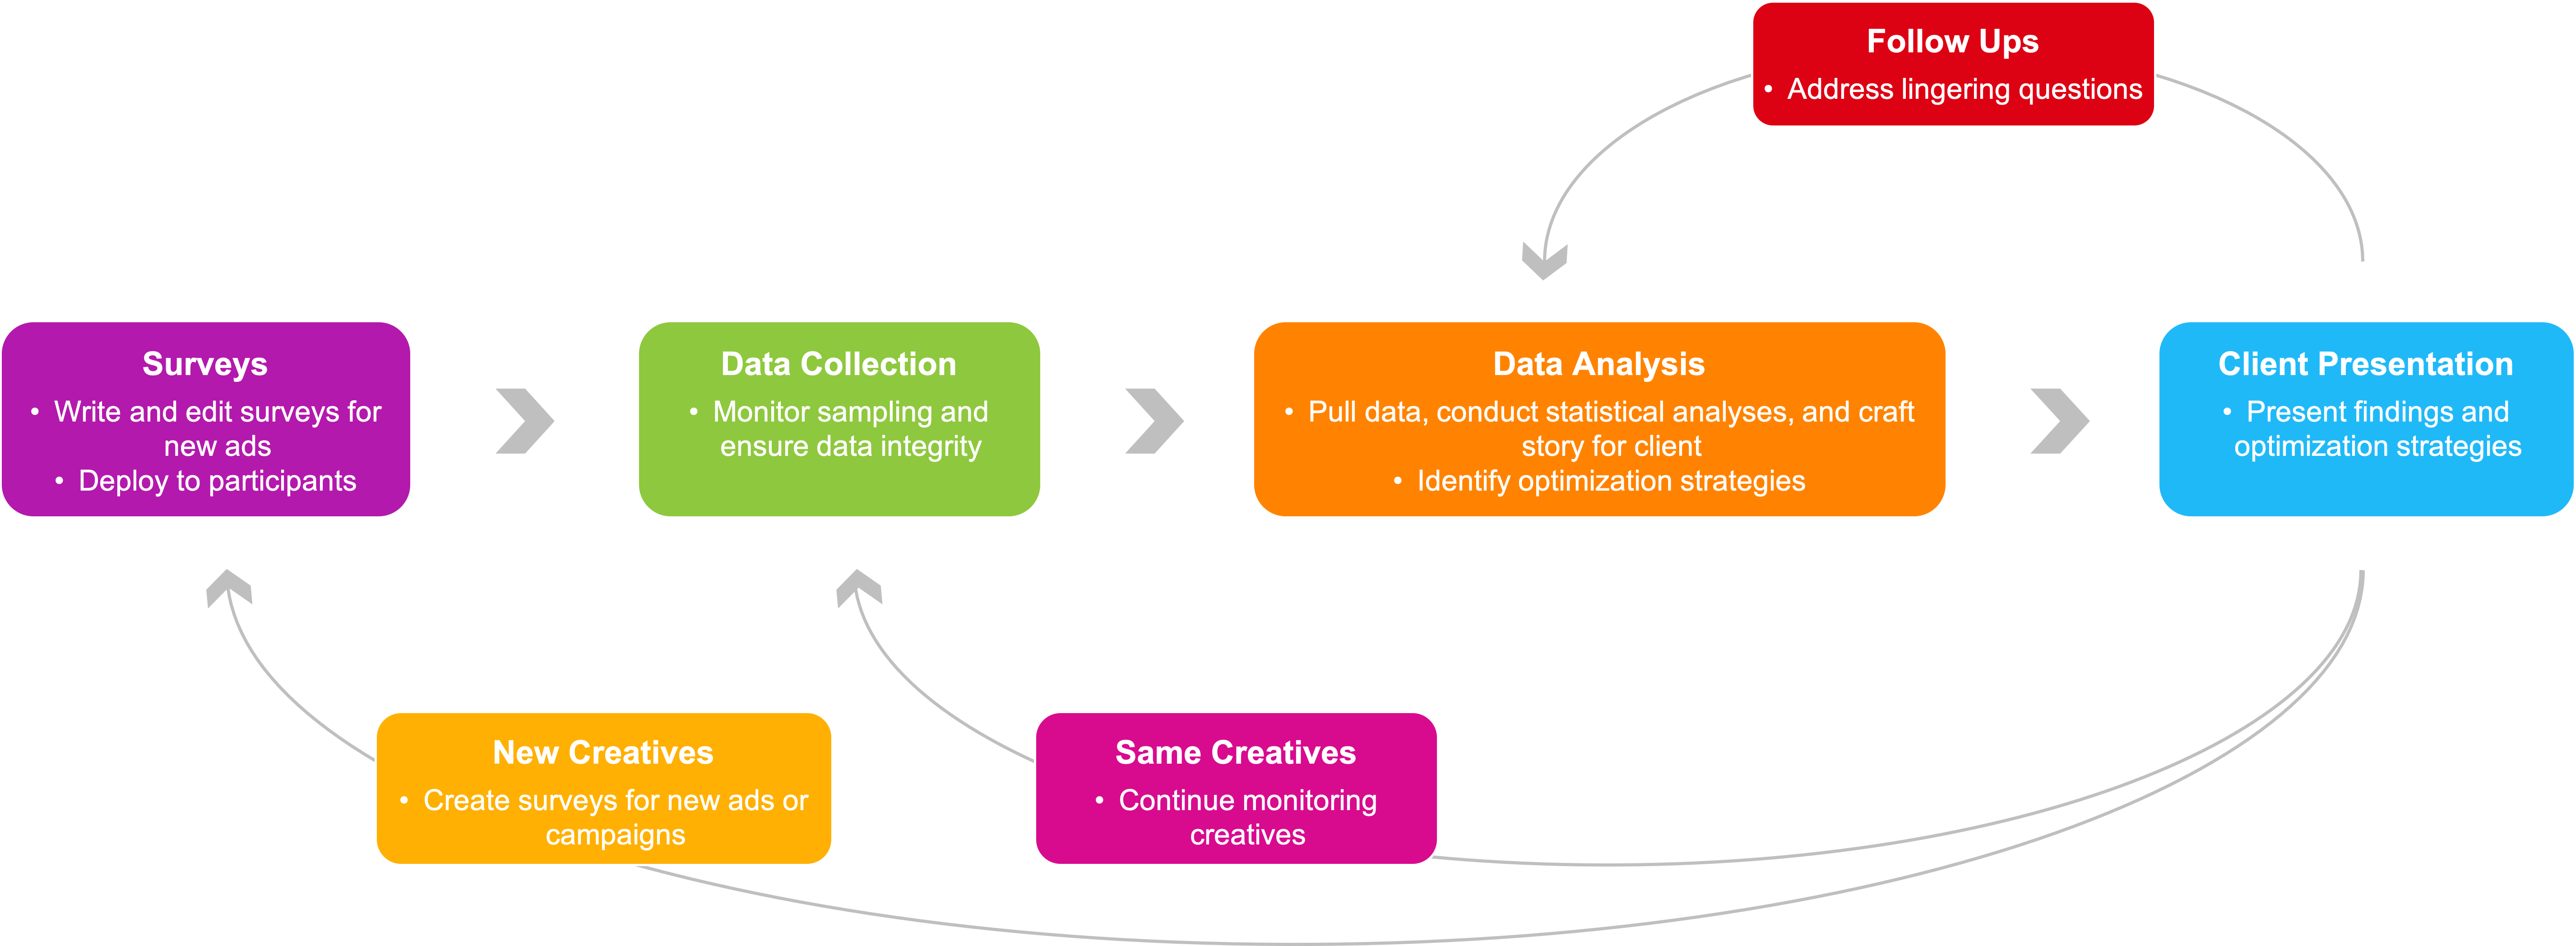 Follow Ups
• Address lingering questions
Surveys
• Write and edit surveys for
new ads
• Deploy to participants
Data Collection
• Monitor sampling and
ensure data integrity
Data Analysis
• Pull data, conduct statistical analyses, and craft
story for client
• Identify optimization strategies
Client Presentation
• Present findings and
optimization strategies
New Creatives
• Create surveys for new ads or
campaigns
Same Creatives
• Continue monitoring
creatives